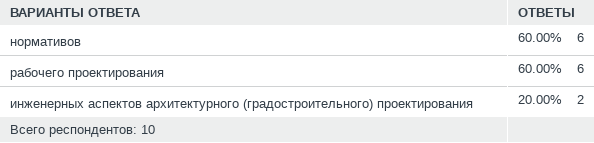 ВАРИАНТЫ ОТВЕТА ОТВЕТЫ
нормативов 60.00% 6
рабочего проектирования 60.00% 6
инженерных аспектов архитектурного (градостроительного) проектирования 20.00% 2
Всего респондентов: 10